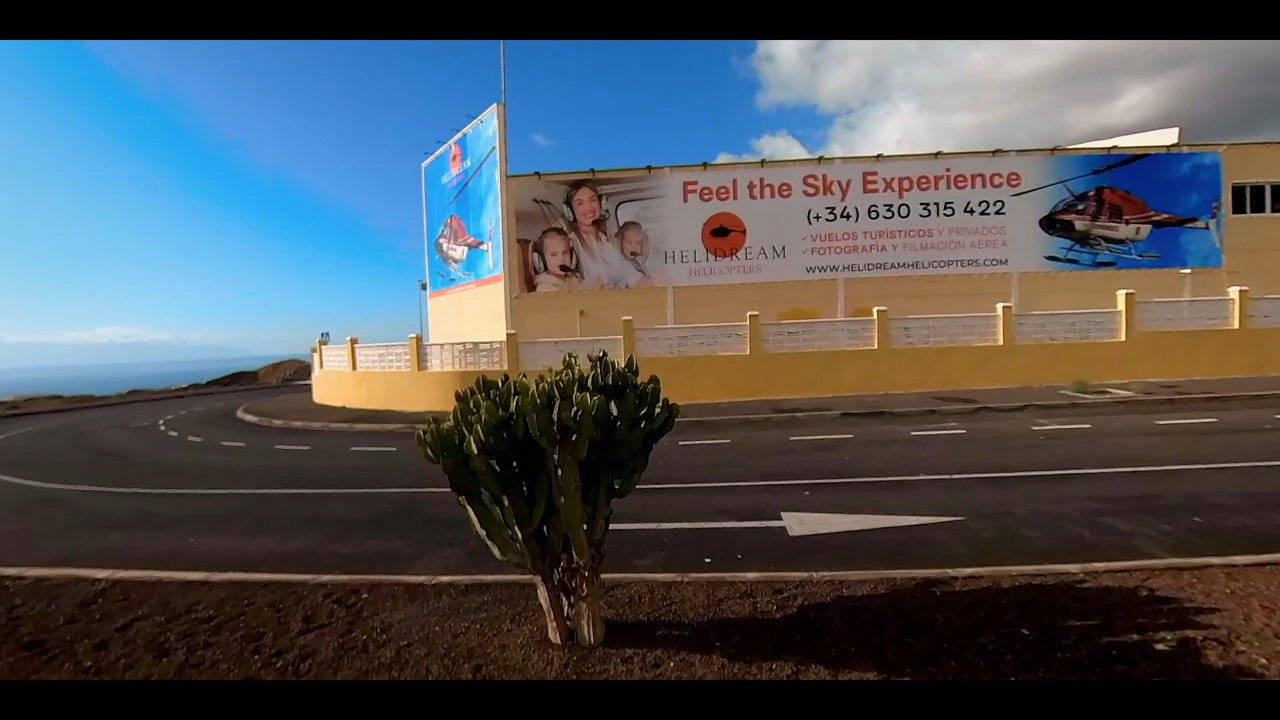 HELIDREAM
Feel the Sky Experience
(+34) 630 315 422
✓VUELOS TURÍSTICOS Y PRIVADOS
✓FOTOGRAFÍA Y FILMACIÓN AÉREA
HELIDREAM
HELICOPTERS
WWW.HELIDREAMHELICOPTERS.COM